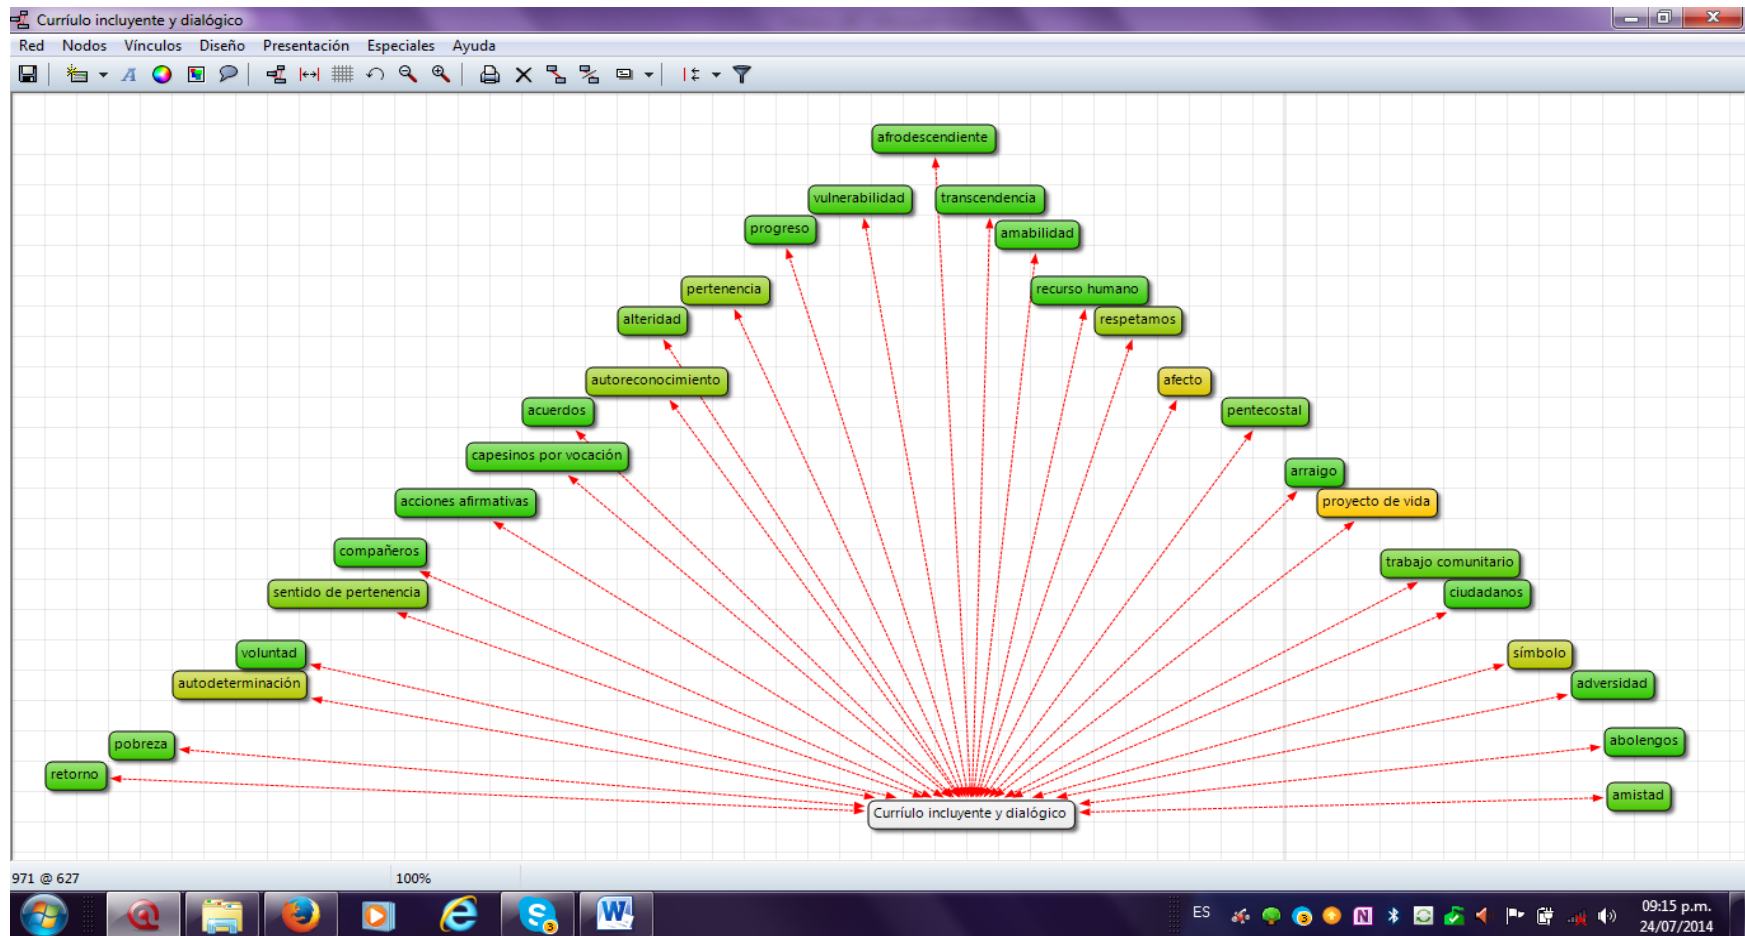 Curríulo incluyente y dialógico
Red Nodos Vínculos Diseño Presentación Especiales Ayuda
afrodescendiente
vulnerabilidad
transcendencia
progreso
amabilidad
pertenencia
recurso humano
alteridad
respetamos
autoreconocimiento
afecto
acuerdos
pentecostal
capesinos por vocación
arraigo
acciones afirmativas
proyecto de vida
compañeros
trabajo comunitario
sentido de pertenencia
ciudadanos
voluntad
símbolo
autodeterminación
adversidad
pobreza
abolengos
retorno
amistad
Curríulo incluyente y dialógico
971 @ 627
100%
ES
09:15 p.m.
24/07/2014